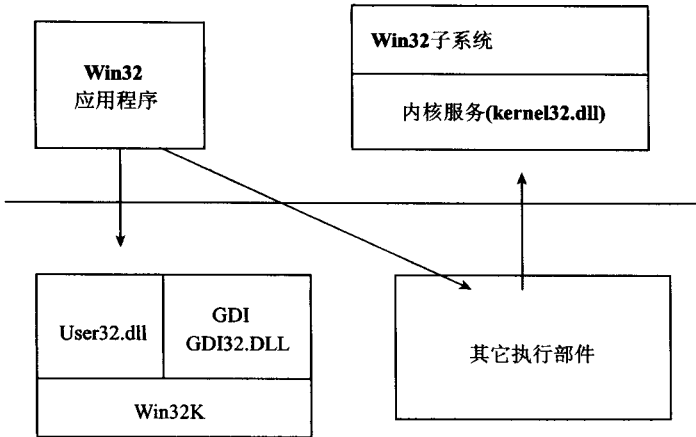 Win32
应用程序
Win32子系统
内核服务(kernel32.dll)
User32.dll
GDI
GDI32.DLL
Win32K
其它执行部件